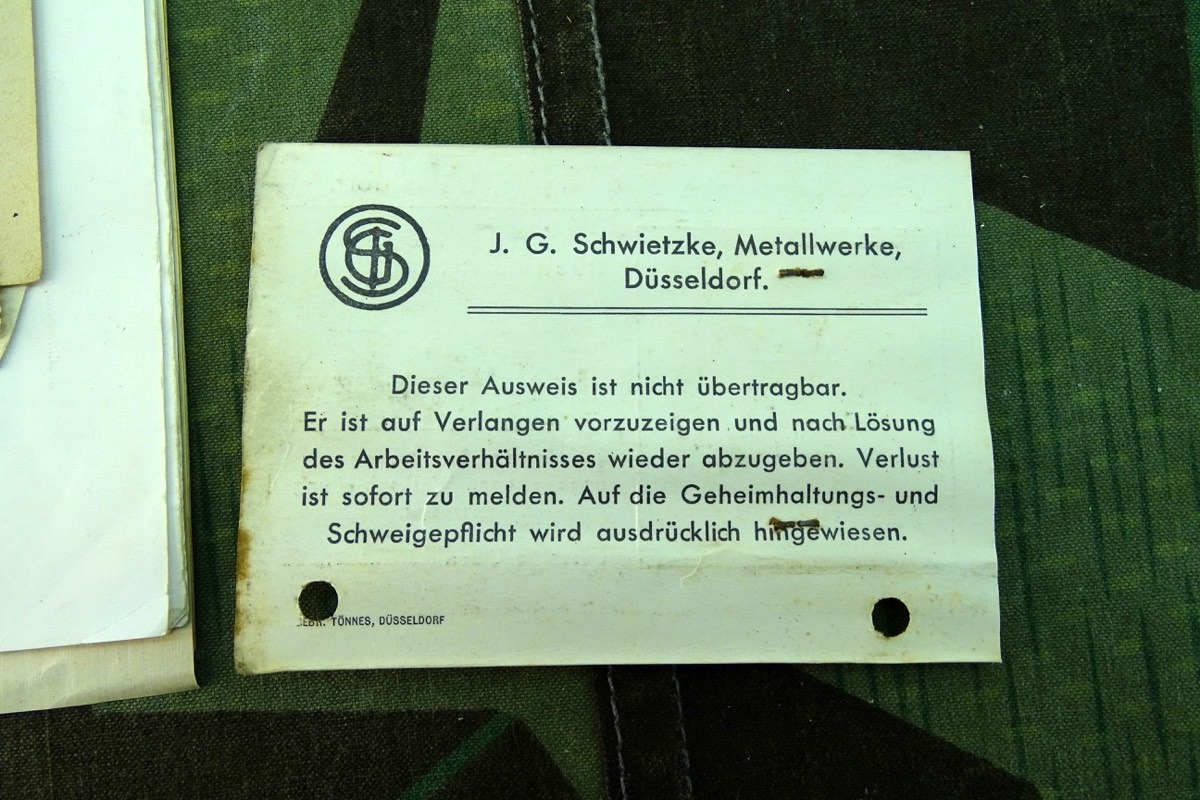 J. G. Schwietzke, Metallwerke,
Düsseldorf.
Dieser Ausweis ist nicht übertragbar.
Er ist auf Verlangen vorzuzeigen und nach Lösung
des Arbeitsverhältnisses wieder abzugeben. Verlust
ist sofort zu melden. Auf die Geheimhaltungs- und
Schweigepflicht wird ausdrücklich hingewiesen.
TÖNNES, DÜSSELDORF